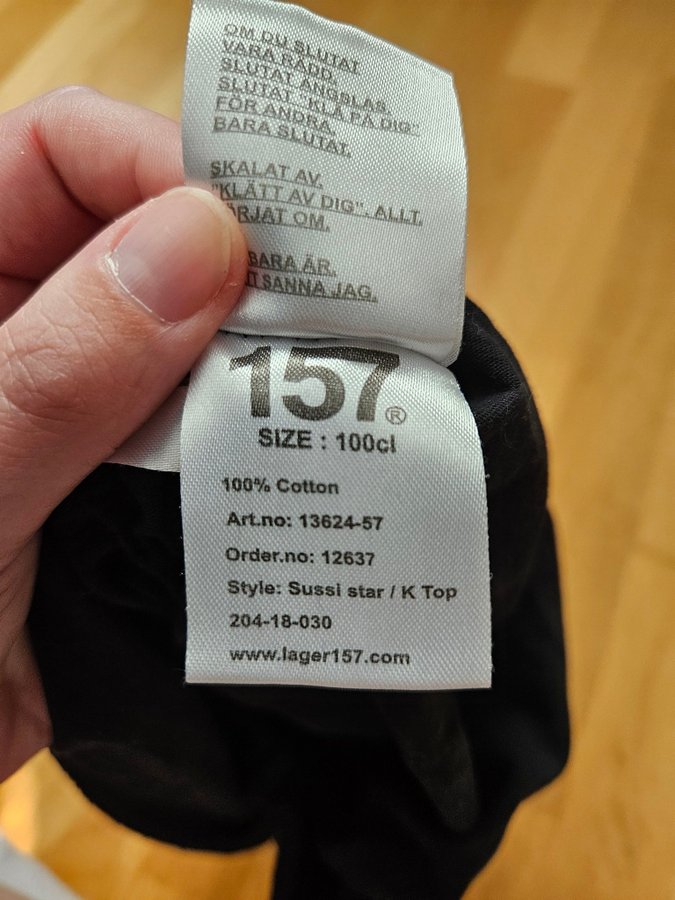 OM DU SLUTAT
VARA RÄDD.
SLUTAT ÄNGSLAS.
SLUTAT "KLÄ PÅ DIG"
FÖR ANDRA.
BARA SLUTAT.
SKALAT AV.
"KLÄTT AV DIG". ALLT.
RJAT OM.
BARA ÄR.
SANNA JAG.
157®
SIZE : 100cl
100% Cotton
Art.no: 13624-57
Order.no: 12637
Style: Sussi star / K Top
204-18-030
www.lager157.com